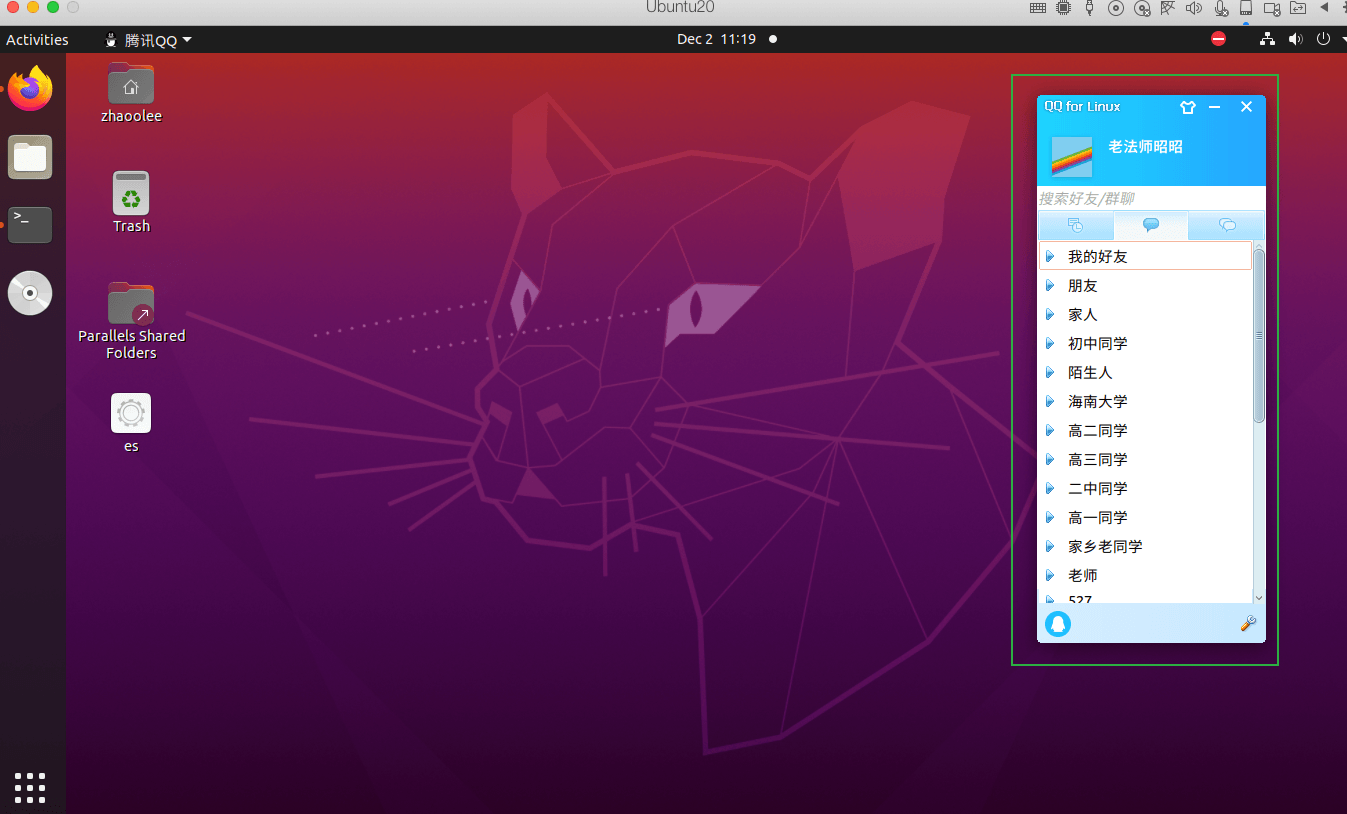 Ubuntu20
Activities
腾讯QQ
Dec 2 11:19
zhaoolee
Trash
Parallels Shared
Folders
es
QQ for Linux
老法师昭昭
搜索好友/群聊
我的好友
朋友
家人
初中同学
陌生人
海南大学
高二同学
高三同学
二中同学
高一同学
家乡老同学
老师
527